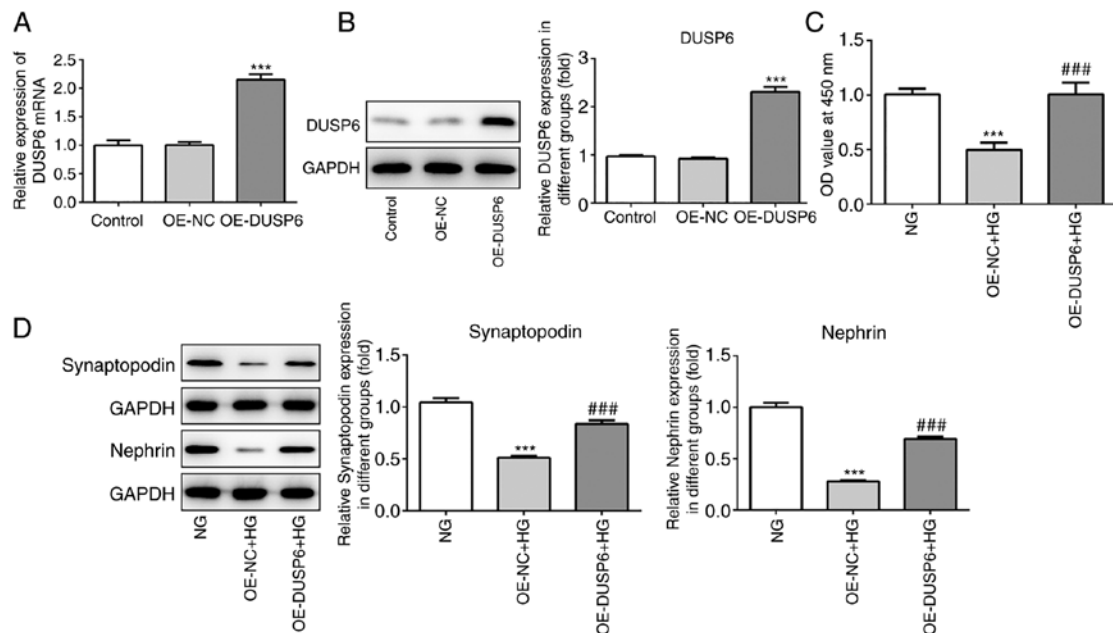 A
Relative expression of
DUSP6 mRNA
2.5
2.0
1.5
1.0
0.5
0.0
***
Control
OE-NC
OE-DUSP6
B
DUSP6
GAPDH
Control
OE-NC
OE-DUSP6
DUSP6
Relative DUSP6 expression in
different groups (fold)
3
2
1
0
***
Control
OE-NC
OE-DUSP6
C
OD value at 450 nm
1.5
1.0
0.5
0.0
***
###
NG
OE-NC+HG
OE-DUSP6+HG
D
Synaptopodin
GAPDH
Nephrin
GAPDH
NG
OE-NC+HG
OE-DUSP6+HG
Synaptopodin
Relative Synaptopodin expression
in different groups (fold)
1.5
1.0
0.5
0.0
***
###
NG
OE-NC+HG
OE-DUSP6+HG
Nephrin
Relative Nephrin expression
in different groups (fold)
1.5
1.0
0.5
0.0
***
###
NG
OE-NC+HG
OE-DUSP6+HG